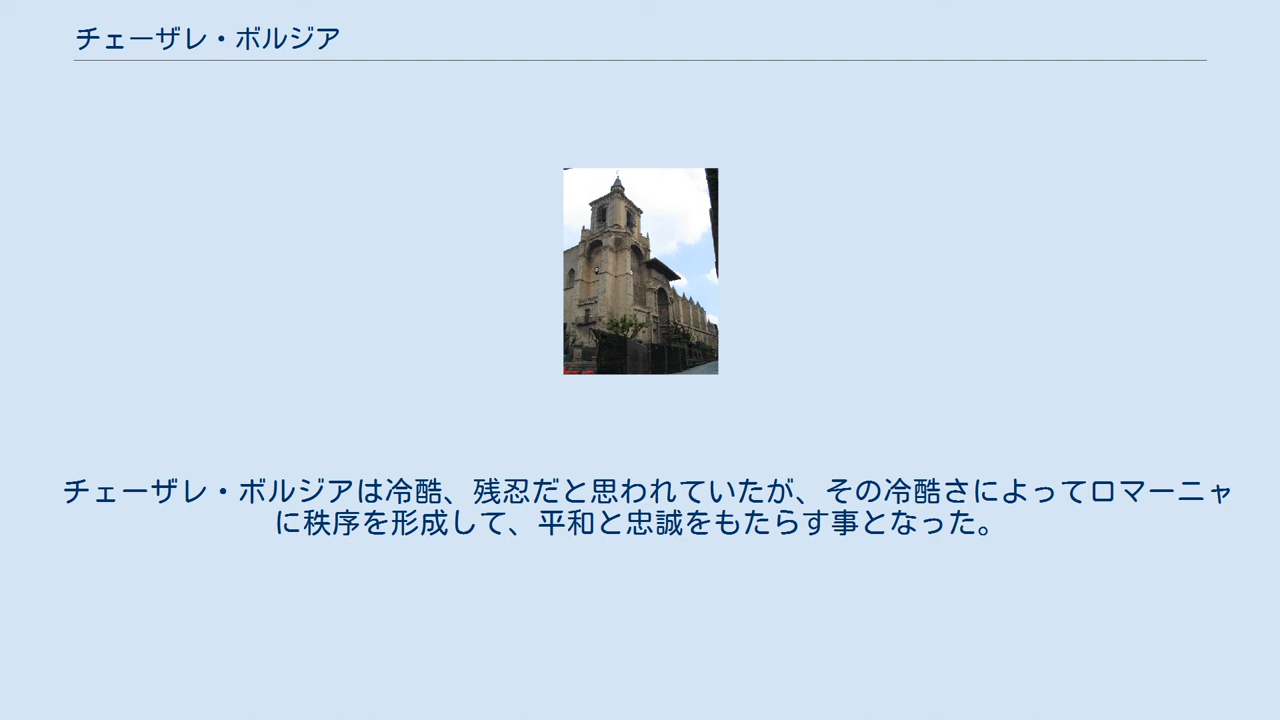 チェーザレ・ボルジア
チェーザレ・ボルジアは冷酷、残忍だと思われていたが、その冷酷さによってロマーニャ
に秩序を形成して、平和と忠誠をもたらす事となった。